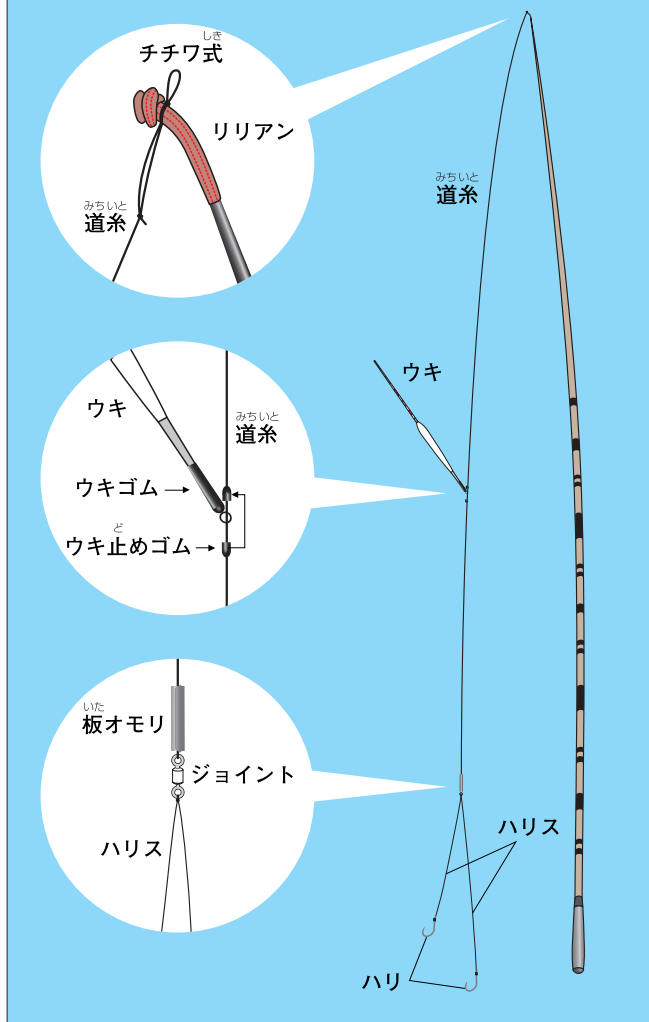 しき
チチワ式
リリアン
みちいと
道糸
みちいと
道糸
ウキ
ウキ
みちいと
道糸
ウキゴム
ど
ウキ止めゴム
いた
板オモリ
ジョイント
ハリス
ハリス
ハリ